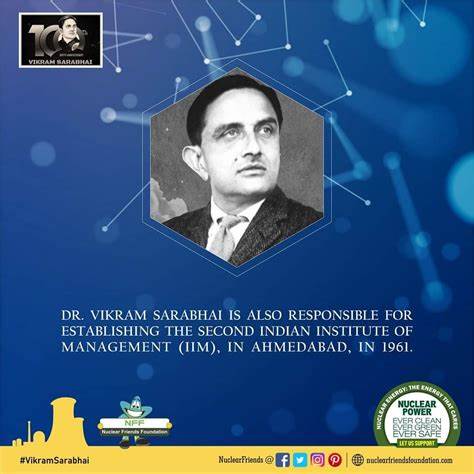 100
VIKRAM SARABHAI
DR. VIKRAM SARABHAI IS ALSO RESPONSIBLE FOR
ESTABLISHING THE SECOND INDIAN INSTITUTE OF
MANAGEMENT (IIM), IN AHMEDABAD, IN 1961.
NUCLEAR ENERGY: THE ENERGY THAT CARES
NUCLEAR
POWER
EVER CLEAN
EVER GREEN
EVER SAFE
LET US SUPPORT
NFF
Nuclear Friends Foundation
#VikramSarabhai
NuclearFriends @
nuclearfriendsfoundation.com